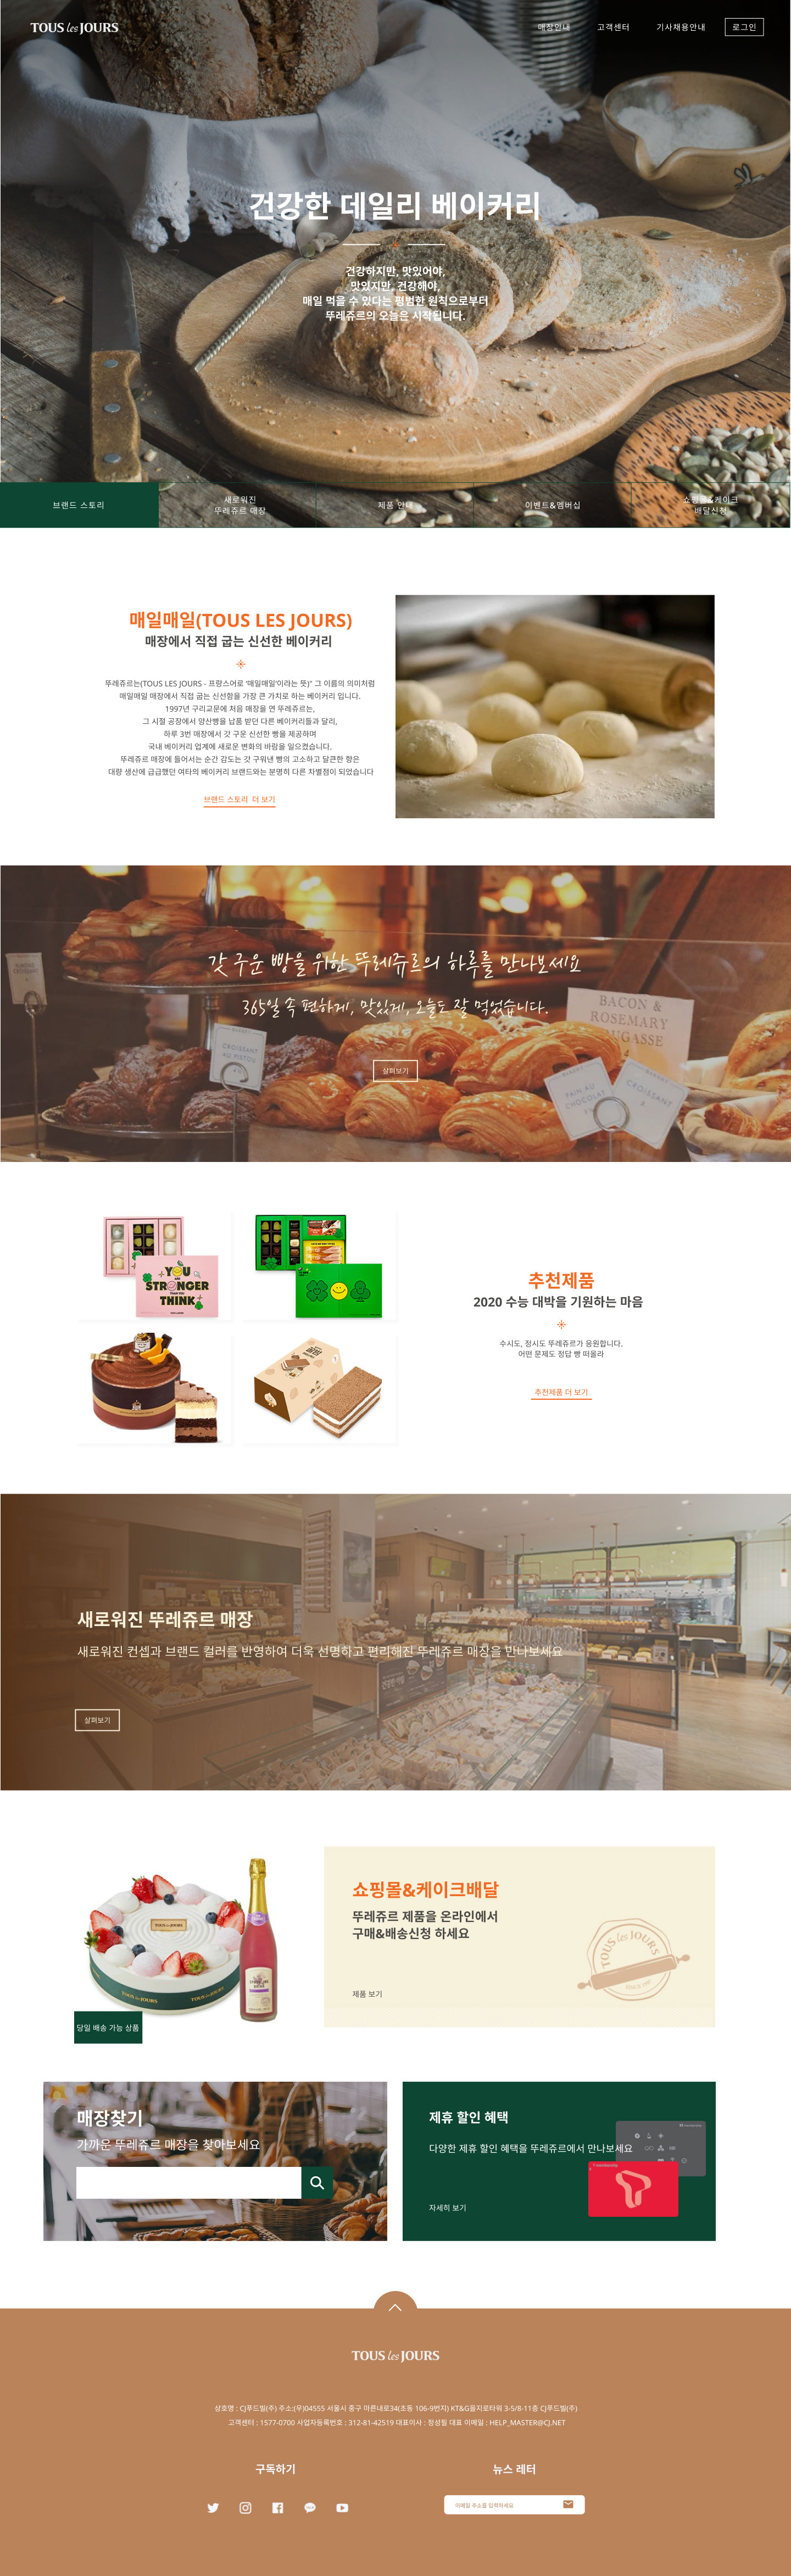 TOUS les JOURS
매장안내 고객센터 기사채용안내 로그인
건강한 데일리 베이커리
건강하지만, 맛있어야,
맛있지만, 건강해야,
매일 먹을 수 있다는 평범한 원칙으로부터
뚜레쥬르의 오늘은 시작됩니다.
브랜드 스토리
새로워진
뚜레쥬르 매장
제품 안내
이벤트&멤버십
쇼핑몰&케이크
배달신청
매일매일(TOUS LES JOURS)
매장에서 직접 굽는 신선한 베이커리
뚜레쥬르는(TOUS LES JOURS - 프랑스어로 '매일매일'이라는 뜻)" 그 이름의 의미처럼
매일매일 매장에서 직접 굽는 신선함을 가장 큰 가치로 하는 베이커리 입니다.
1997년 구리교문에 처음 매장을 연 뚜레쥬르는,
그 시절 공장에서 양산빵을 납품 받던 다른 베이커리들과 달리,
하루 3번 매장에서 갓 구운 신선한 빵을 제공하며
국내 베이커리 업계에 새로운 변화의 바람을 일으켰습니다.
뚜레쥬르 매장에 들어서는 순간 감도는 갓 구워낸 빵의 고소하고 달큰한 향은
대량 생산에 급급했던 여타의 베이커리 브랜드와는 분명히 다른 차별점이 되었습니다
브랜드 스토리 더 보기
갓 구운 빵을 위한 뚜레쥬르의 하루를 만나보세요
365일 속 편하게, 맛있게, 오늘도 잘 먹었습니다.
살펴보기
CROISSANT
AU PISTOU
BACON &
ROSEMARY
FOUGASSE
PAIN AU
CHOCOLAT
CROISSANT
YOU
STRONGER
THINK
추천제품
2020 수능 대박을 기원하는 마음
수시도, 정시도 뚜레쥬르가 응원합니다.
어떤 문제도 정답 빵 떠올라
추천제품 더 보기
새로워진 뚜레쥬르 매장
새로워진 컨셉과 브랜드 컬러를 반영하여 더욱 선명하고 편리해진 뚜레쥬르 매장을 만나보세요
살펴보기
TOUS les JOURS
TOUS les JOURS
TOUS les JOURS
당일 배송 가능 상품
쇼핑몰&케이크배달
뚜레쥬르 제품을 온라인에서
구매&배송신청 하세요
제품 보기
TOUS les JOURS
매장찾기
가까운 뚜레쥬르 매장을 찾아보세요
제휴 할인 혜택
다양한 제휴 할인 혜택을 뚜레쥬르에서 만나보세요
자세히 보기
TOUS les JOURS
상호명 : CJ푸드빌(주) 주소:(우)04555 서울시 중구 마른내로34(초동 106-9번지) KT&G을지로타워 3-5/8-11층 CJ푸드빌(주)
고객센터 : 1577-0700 사업자등록번호 : 312-81-42519 대표이사 : 정성필 대표 이메일 : HELP_MASTER@CJ.NET
구독하기
뉴스 레터
이메일 주소를 입력하세요